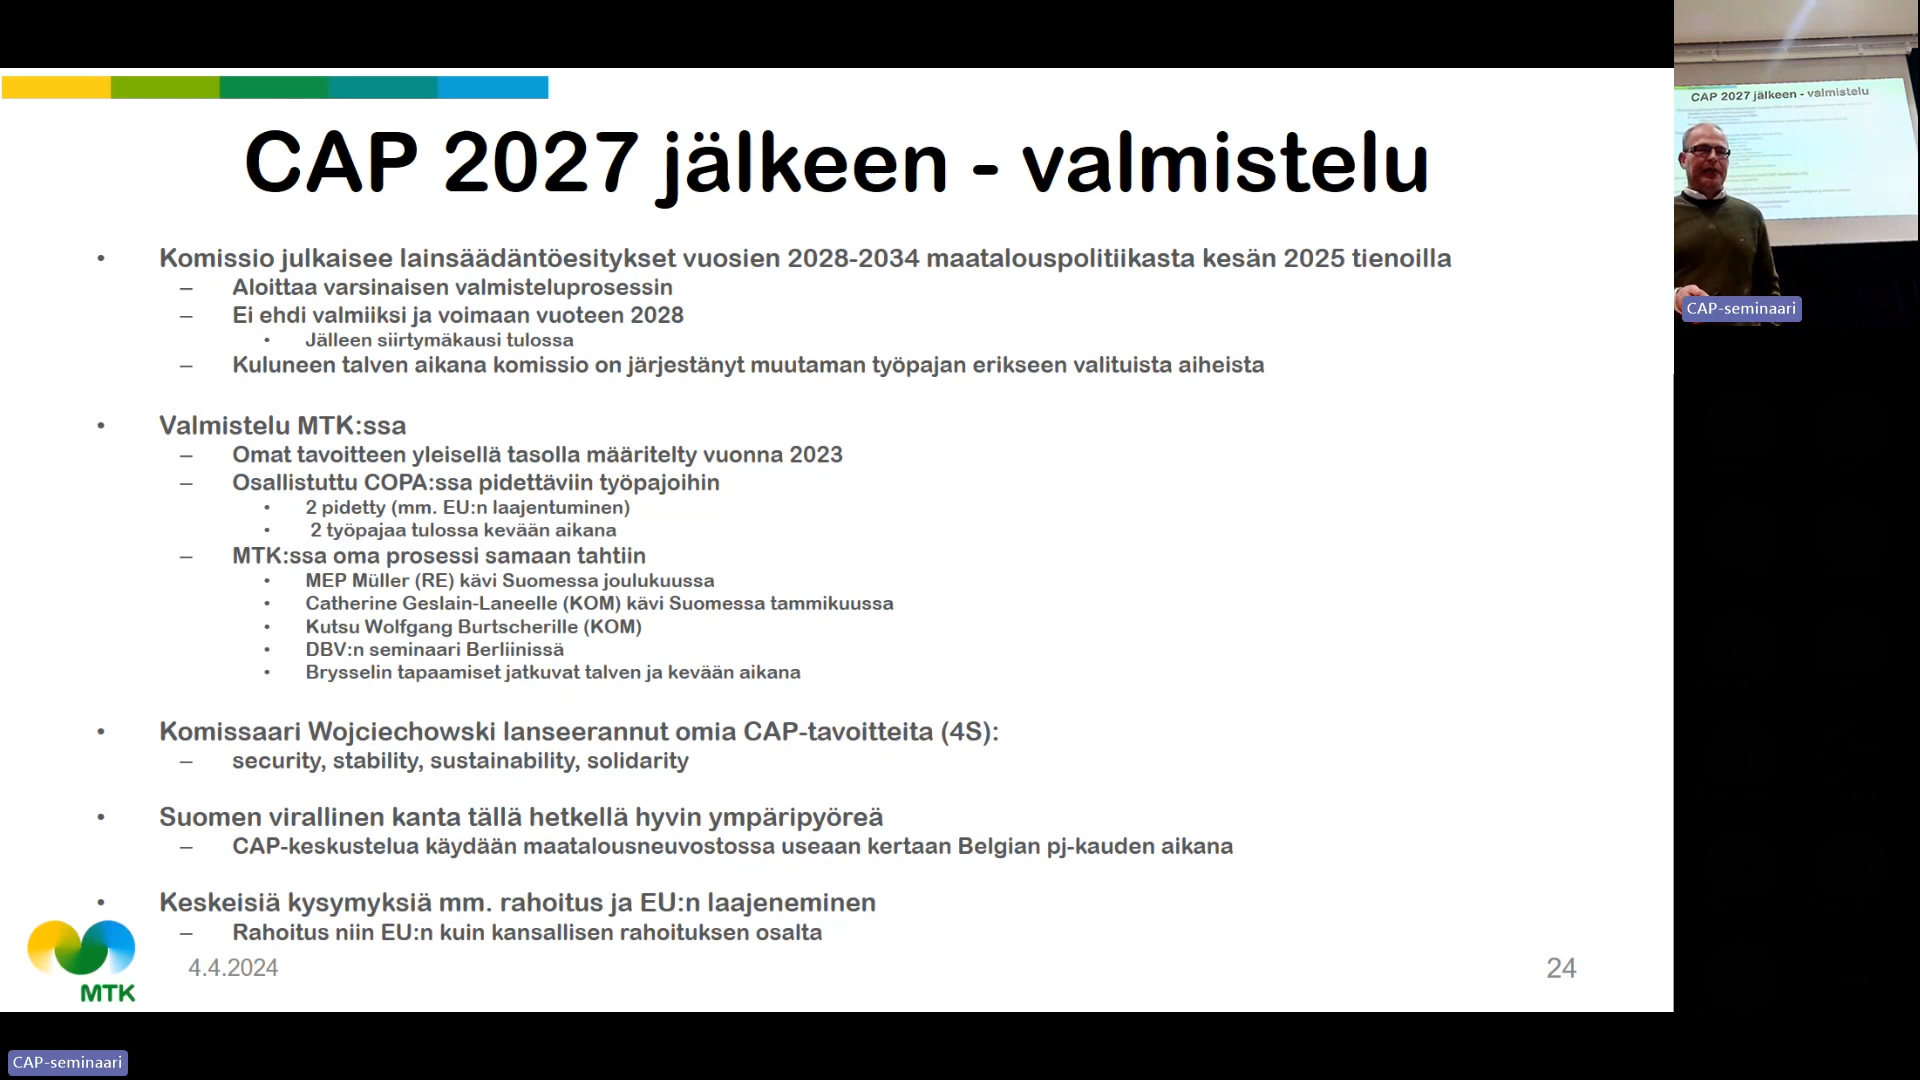 CAP 2027 jälkeen - valmistelu
• Komissio julkaisee lainsäädäntöesitykset vuosien 2028-2034 maatalouspolitiikasta kesän 2025 tienoilla
– Aloittaa varsinaisen valmisteluprosessin
– Ei ehdi valmiiksi ja voimaan vuoteen 2028
• Jälleen siirtymäkausi tulossa
– Kuluneen talven aikana komissio on järjestänyt muutaman työpajan erikseen valituista aiheista
• Valmistelu MTK:ssa
– Omat tavoitteen yleisellä tasolla määritelty vuonna 2023
– Osallistuttu COPA:ssa pidettäviin työpajoihin
• 2 pidetty (mm. EU:n laajentuminen)
• 2 työpajaa tulossa kevään aikana
– MTK:ssa oma prosessi samaan tahtiin
• MEP Müller (RE) kävi Suomessa joulukuussa
• Catherine Geslain-Laneelle (KOM) kävi Suomessa tammikuussa
• Kutsu Wolfgang Burtscherille (KOM)
• DBV:n seminaari Berliinissä
• Brysselin tapaamiset jatkuvat talven ja kevään aikana
• Komissaari Wojciechowski lanseerannut omia CAP-tavoitteita (4S):
– security, stability, sustainability, solidarity
• Suomen virallinen kanta tällä hetkellä hyvin ympäripyöreä
– CAP-keskustelua käydään maatalousneuvostossa useaan kertaan Belgian pj-kauden aikana
• Keskeisiä kysymyksiä mm. rahoitus ja EU:n laajeneminen
– Rahoitus niin EU:n kuin kansallisen rahoituksen osalta
MTK
4.4.2024
24
CAP-seminaari
CAP 2027 jälkeen - valmistelu
CAP-seminaari